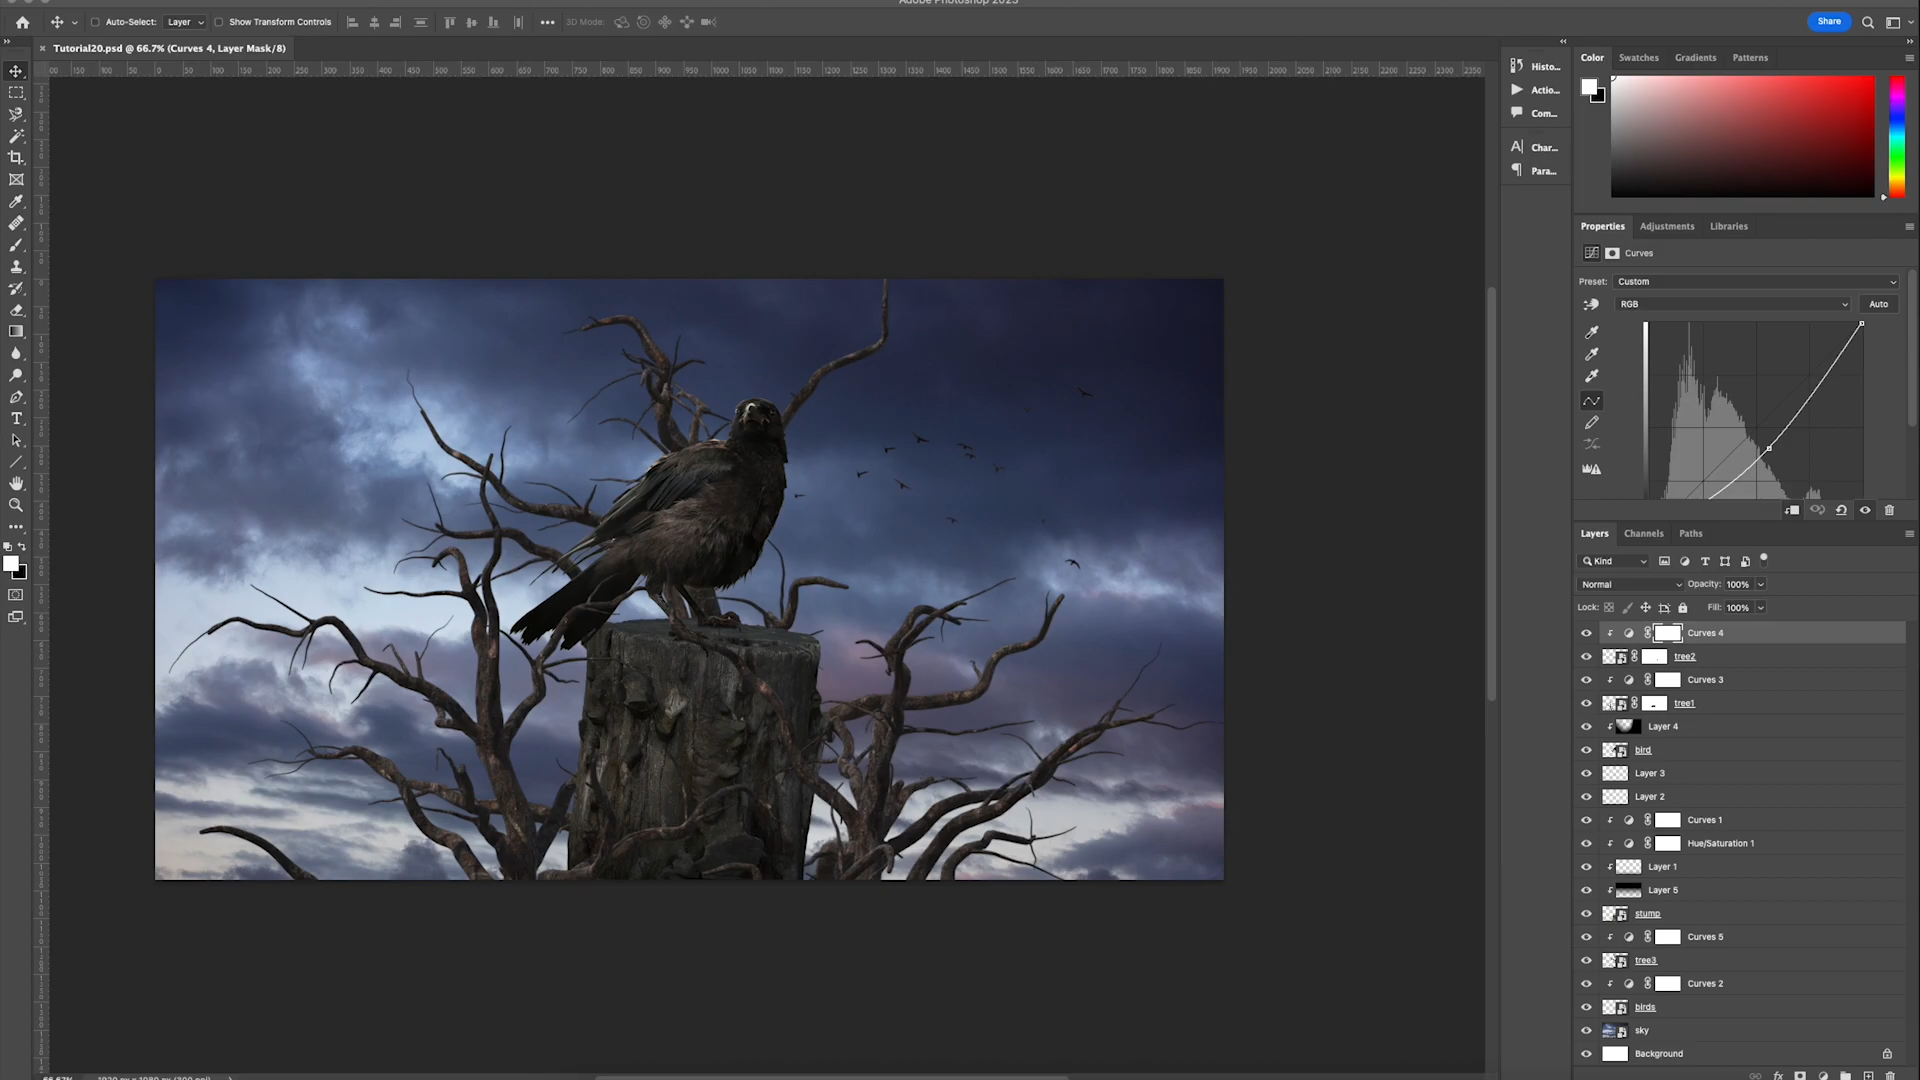 Adobe Photoshop 2023
Auto-Select: Layer Show Transform Controls 3D Mode: Share
Tutorial20.psd @ 66.7% (Curves 4, Layer Mask/8)
Histo...
Actio...
Com...
Char...
Para...
Color Swatches Gradients Patterns
Properties Adjustments Libraries
Curves
Preset: Custom
RGB Auto
Layers Channels Paths
Kind
Normal Opacity: 100%
Lock: Fill: 100%
Curves 4
tree2
Curves 3
tree1
Layer 4
bird
Layer 3
Layer 2
Curves 1
Hue/Saturation 1
Layer 1
Layer 5
stump
Curves 5
tree3
Curves 2
birds
sky
Background